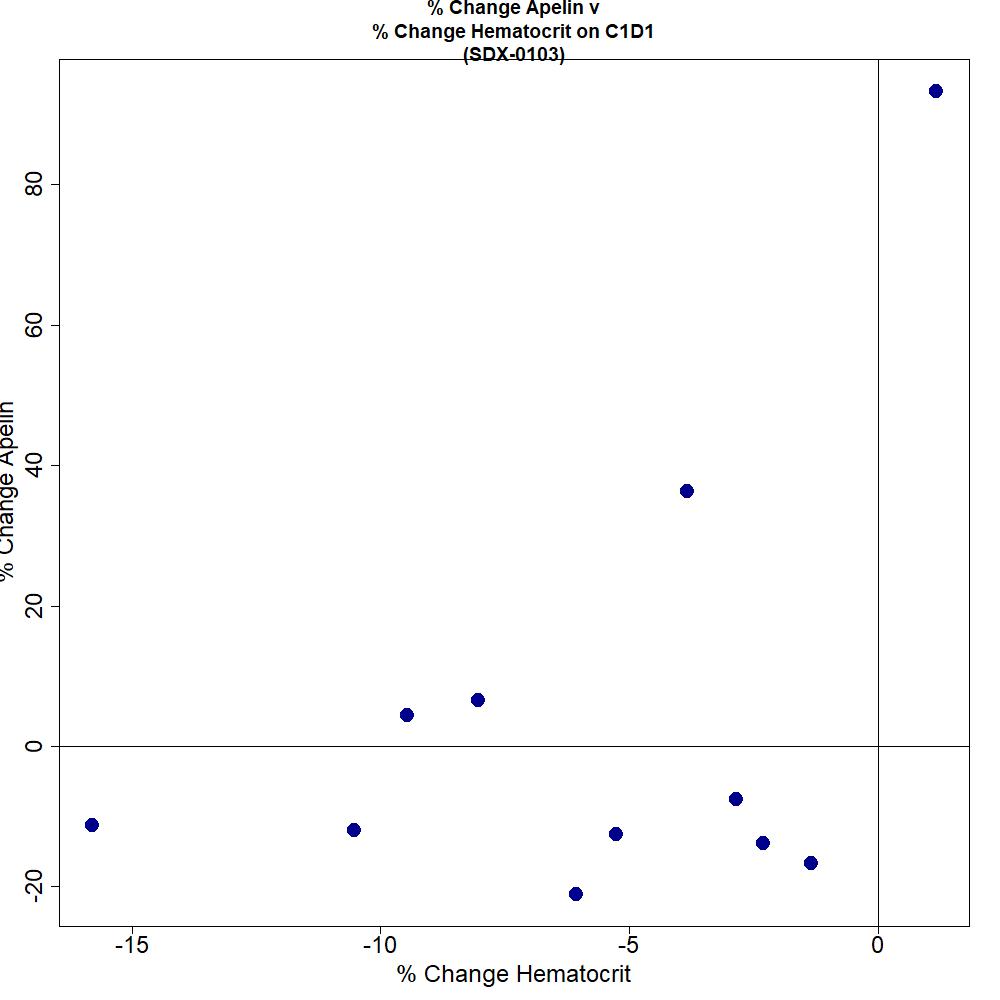 % Change Apelin v
% Change Hematocrit on C1D1
(SDX-0103)
% Change Apelin
80
60
40
20
0
-20
-15
-10
-5
0
% Change Hematocrit